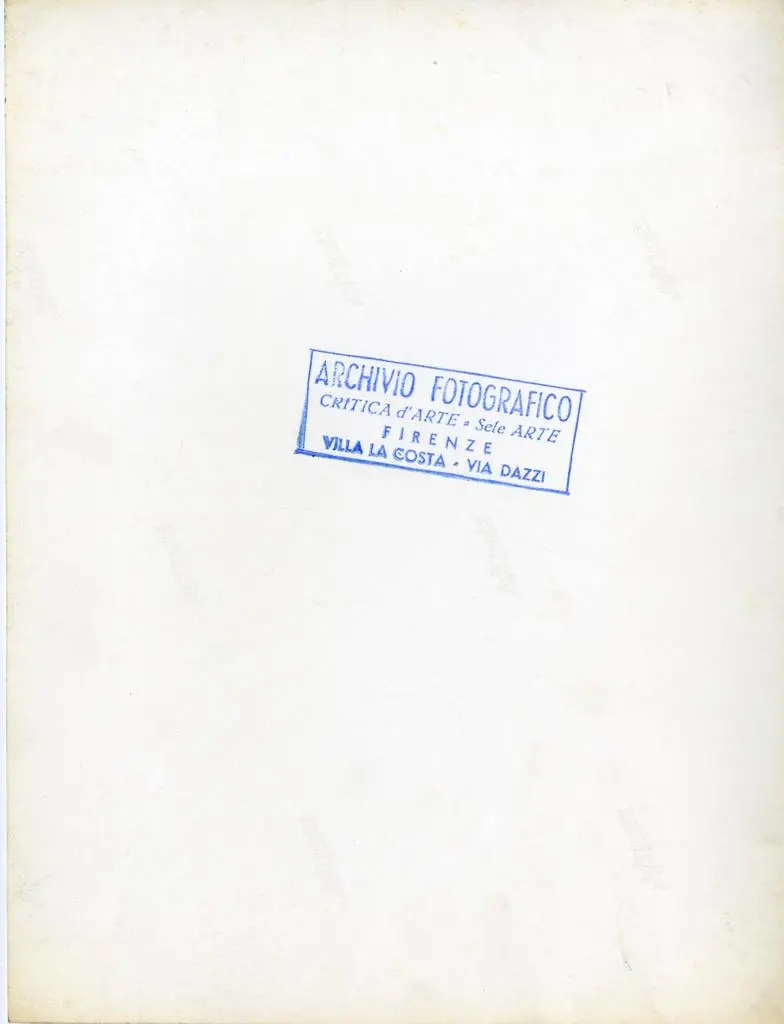 ARCHIVIO FOTOGRAFICO
CRITICA d'ARTE - Sele ARTE
FIRENZE
VILLA LA COSTA - VIA DAZZI